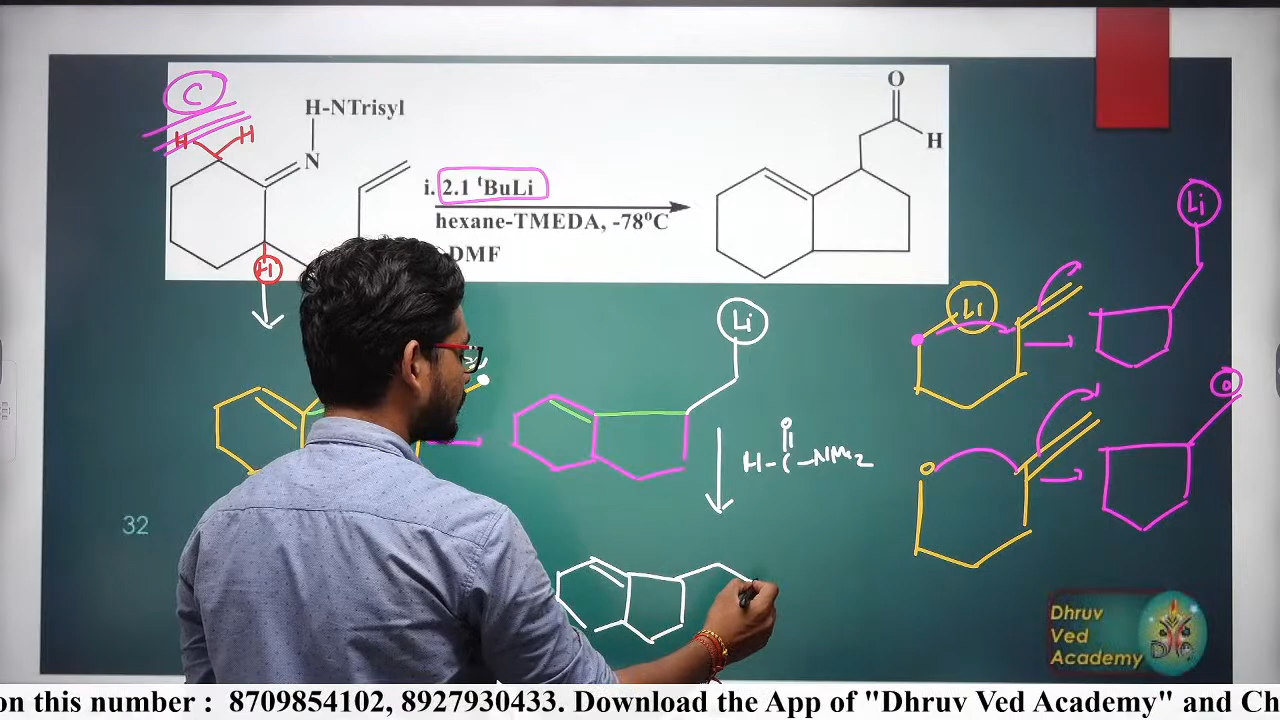 C
H-NTrisyl
H H
N
O
H
i. 2.1 ᵗBuLi
hexane-TMEDA, -78⁰C
DMF
H
Li
Li
Li
O
H-C-NMe2
32
Dhruv
Ved
Academy
on this number : 8709854102, 8927930433. Download the App of "Dhruv Ved Academy" and Ch